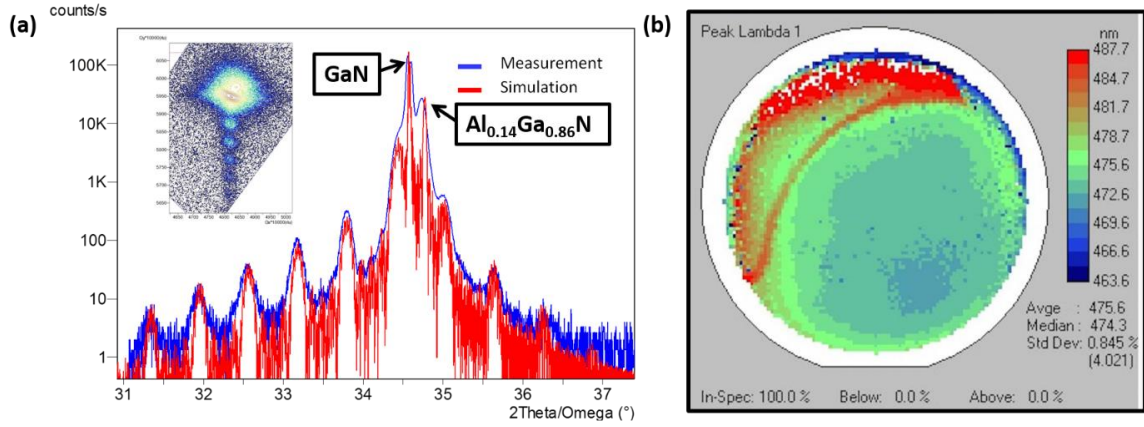 (a)
counts/s
100K
10K
1K
100
10
1
31 32 33 34 35 36 37
2Theta/Omega (°)
GaN
Measurement
Simulation
Al0.14Ga0.86N
(b)
Peak Lambda 1
nm
487.7
484.7
481.7
478.7
475.6
472.6
469.6
466.6
463.6
Avge : 475.6
Median : 474.3
Std Dev: 0.845 %
(4.021)
In-Spec: 100.0 % Below: 0.0 % Above: 0.0 %